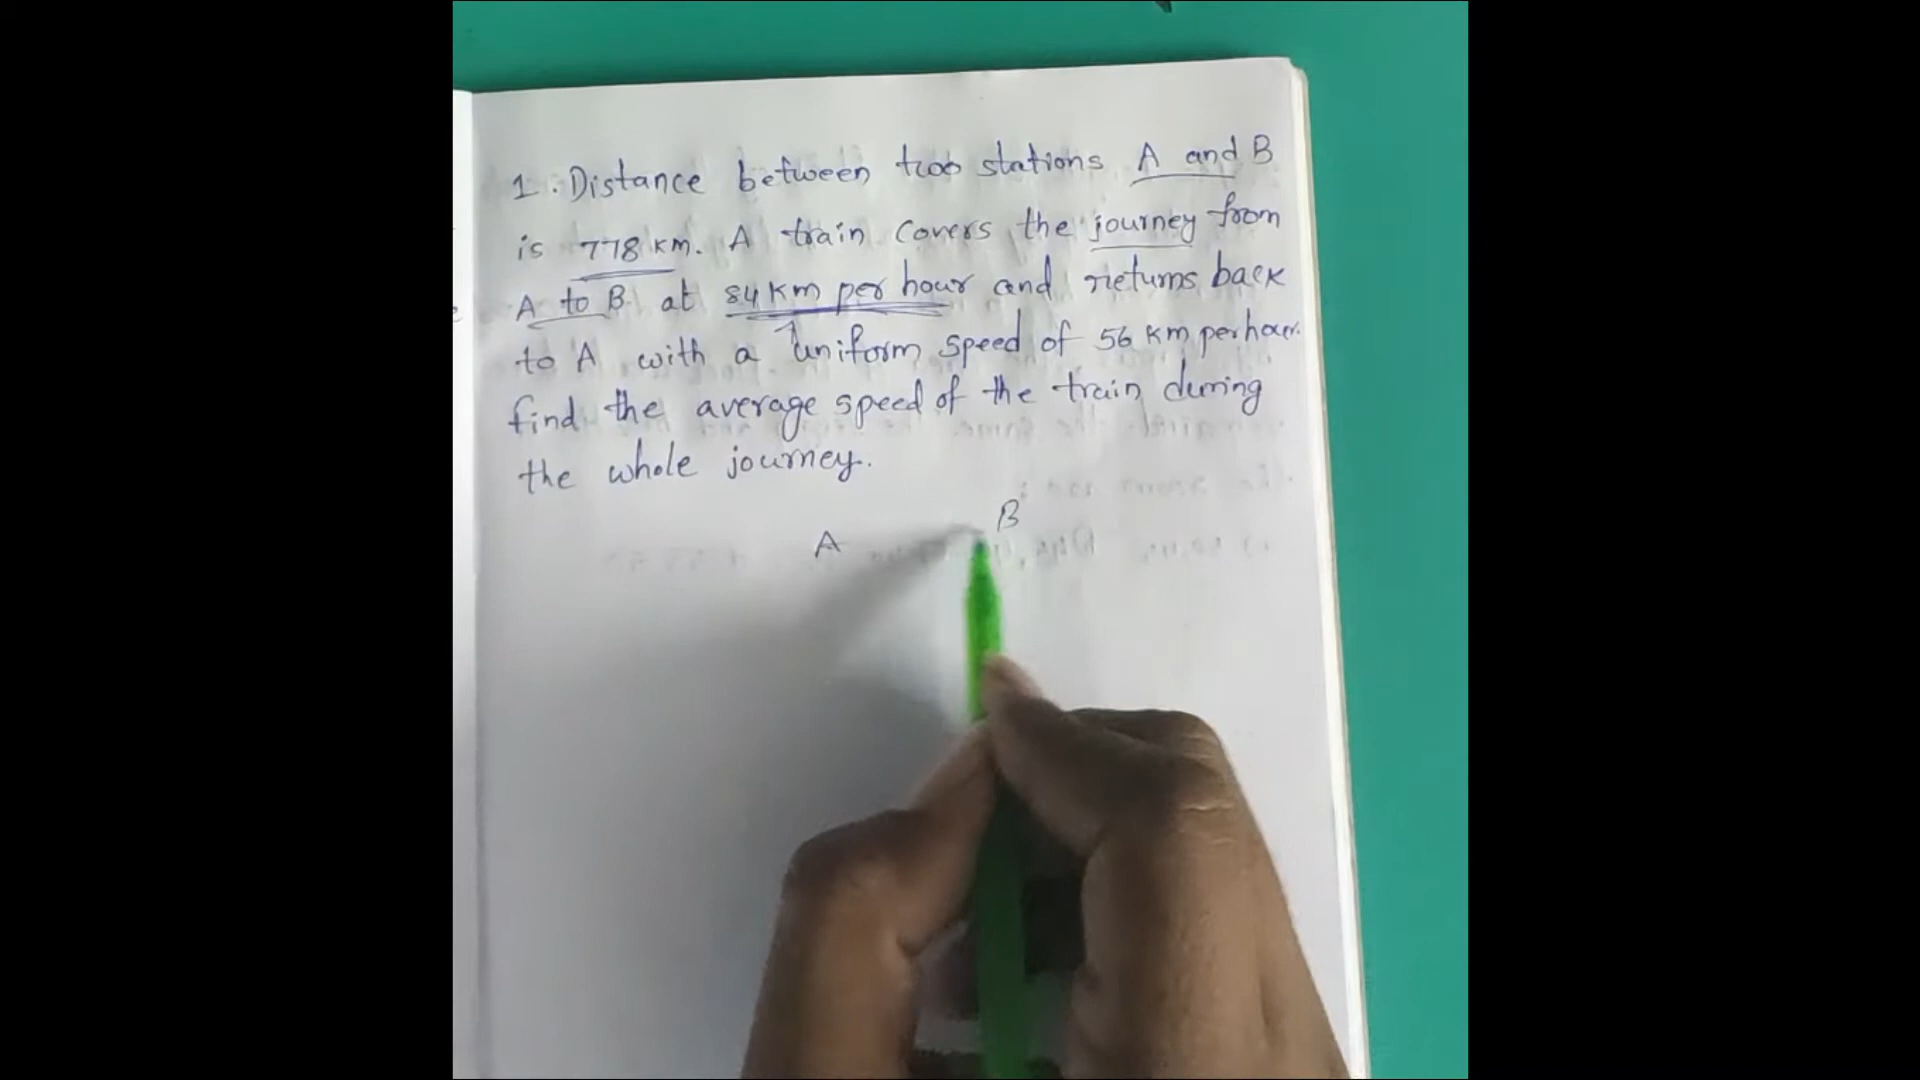 1. Distance between two stations A and B
is 778 km. A train covers the journey from
A to B at 84 km per hour and returns back
to A with a uniform speed of 56 km per hour.
find the average speed of the train during
the whole journey.
A B